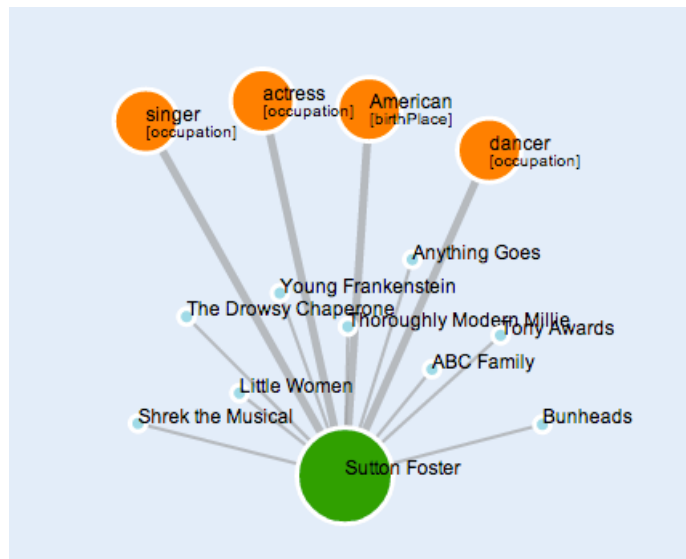 actress
[occupation]
American
[birthPlace]
singer
[occupation]
dancer
[occupation]
Anything Goes
Young Frankenstein
The Drowsy Chaperone
Thoroughly Modern Millie
Tony Awards
ABC Family
Little Women
Shrek the Musical
Bunheads
Sutton Foster